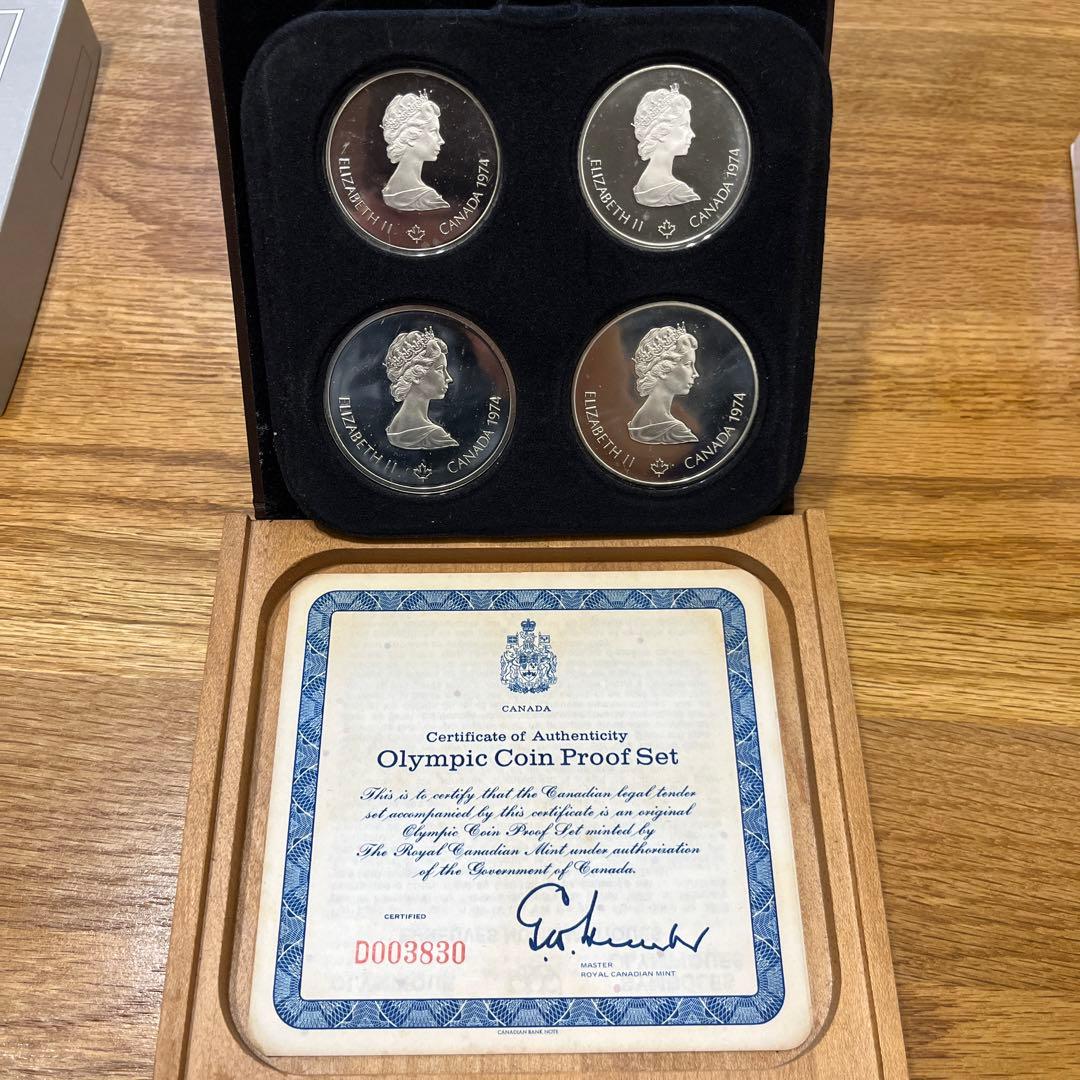 ELIZABETH II CANADA 1974
ELIZABETH II CANADA 1974
ELIZABETH II CANADA 1974
ELIZABETH II CANADA 1974
CANADA
Certificate of Authenticity
Olympic Coin Proof Set
This is to certify that the Canadian legal tender
set accompanied by this certificate is an original
Olympic Coin Proof Set minted by
The Royal Canadian Mint under authorization
of the Government of Canada.
CERTIFIED
D003830
MASTER
ROYAL CANADIAN MINT
CANADIAN BANK NOTE